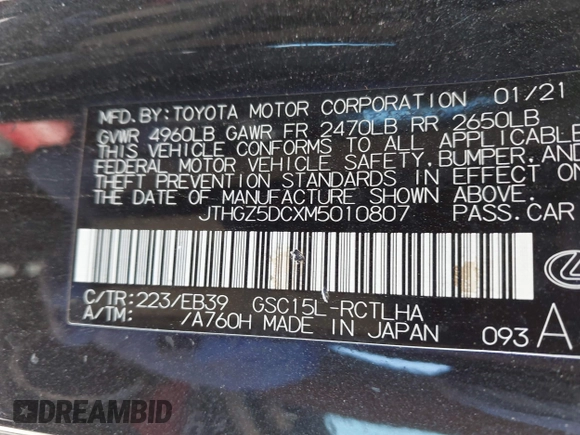 MFD. BY: TOYOTA MOTOR CORPORATION 01/21
GVWR 4960LB GAWR FR 2470LB RR 2650LB
THIS VEHICLE CONFORMS TO ALL APPLICABLE
FEDERAL MOTOR VEHICLE SAFETY, BUMPER, AND
THEFT PREVENTION STANDARDS IN EFFECT ON
THE DATE OF MANUFACTURE SHOWN ABOVE.
JTHGZ5DCXM5010807 PASS. CAR
C/TR: 223/EB39 GSC15L-RCTLHA
A/TM: /A760H MADE IN JAPAN 093 A
DREAMBID